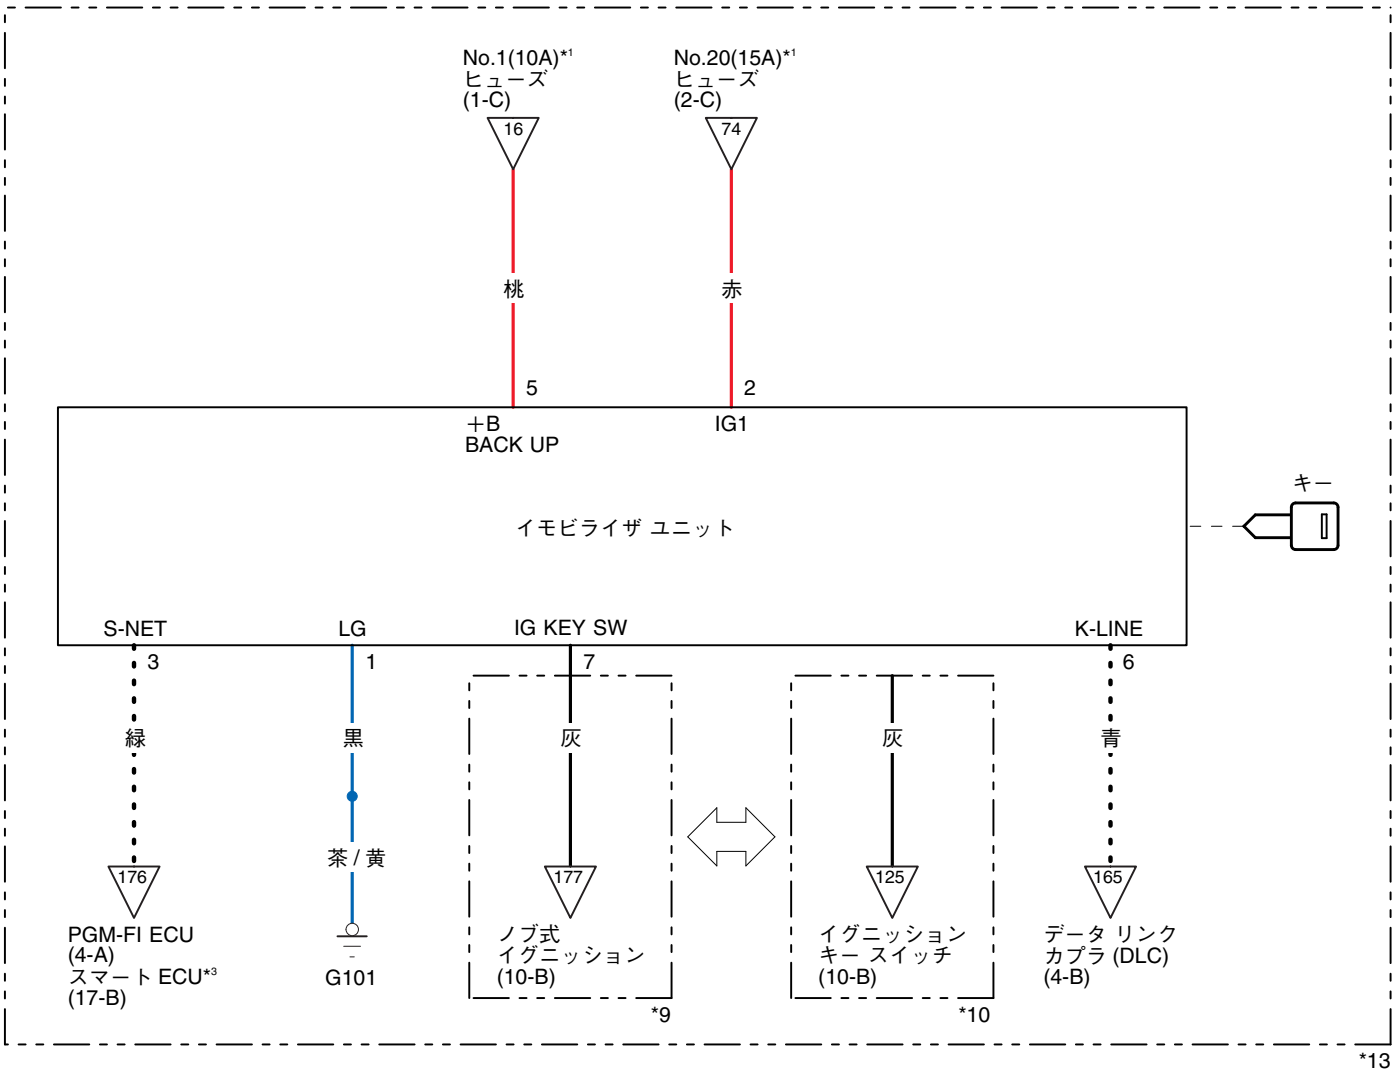 No.1(10A)*1
ヒューズ
(1-C)
16
No.20(15A)*1
ヒューズ
(2-C)
74
桃
赤
5
2
+B
BACK UP
IG1
イモビライザ ユニット
キー
S-NET
LG
IG KEY SW
K-LINE
3
1
7
6
緑
黒
灰
灰
青
茶 / 黄
176
177
125
165
PGM-FI ECU
(4-A)
スマート ECU*3
(17-B)
G101
ノブ式
イグニッション
(10-B)
イグニッション
キー スイッチ
(10-B)
データ リンク
カプラ (DLC)
(4-B)
*9
*10
*13